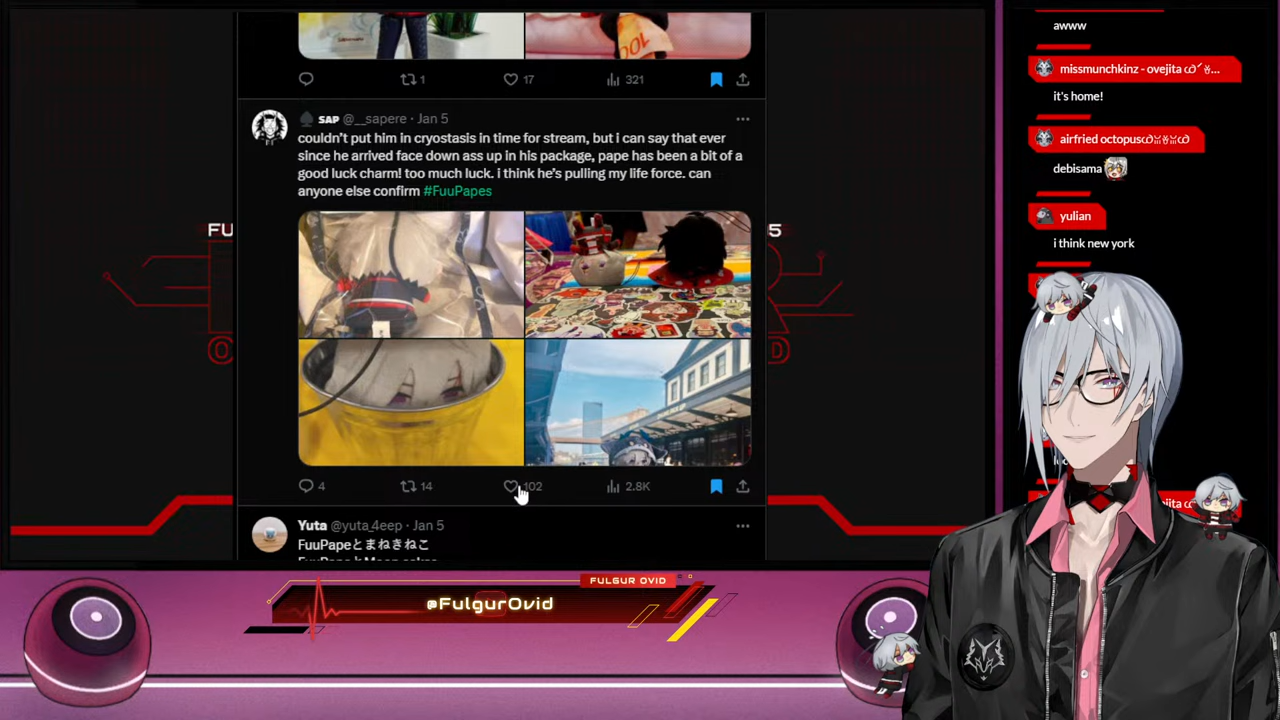 1
17
321
SAP @__sapere · Jan 5
couldn't put him in cryostasis in time for stream, but i can say that ever
since he arrived face down ass up in his package, pape has been a bit of a
good luck charm! too much luck. i think he's pulling my life force. can
anyone else confirm #FuuPapes
4
14
102
2.8K
Yuta @yuta_4eep · Jan 5
FuuPapeとまねきねこ
FU
5
O
D
awww
missmunchkinz - ovejita
it's home!
airfried octopus
debisama
yulian
i think new york
FULGUR OVID
@FulgurOvid